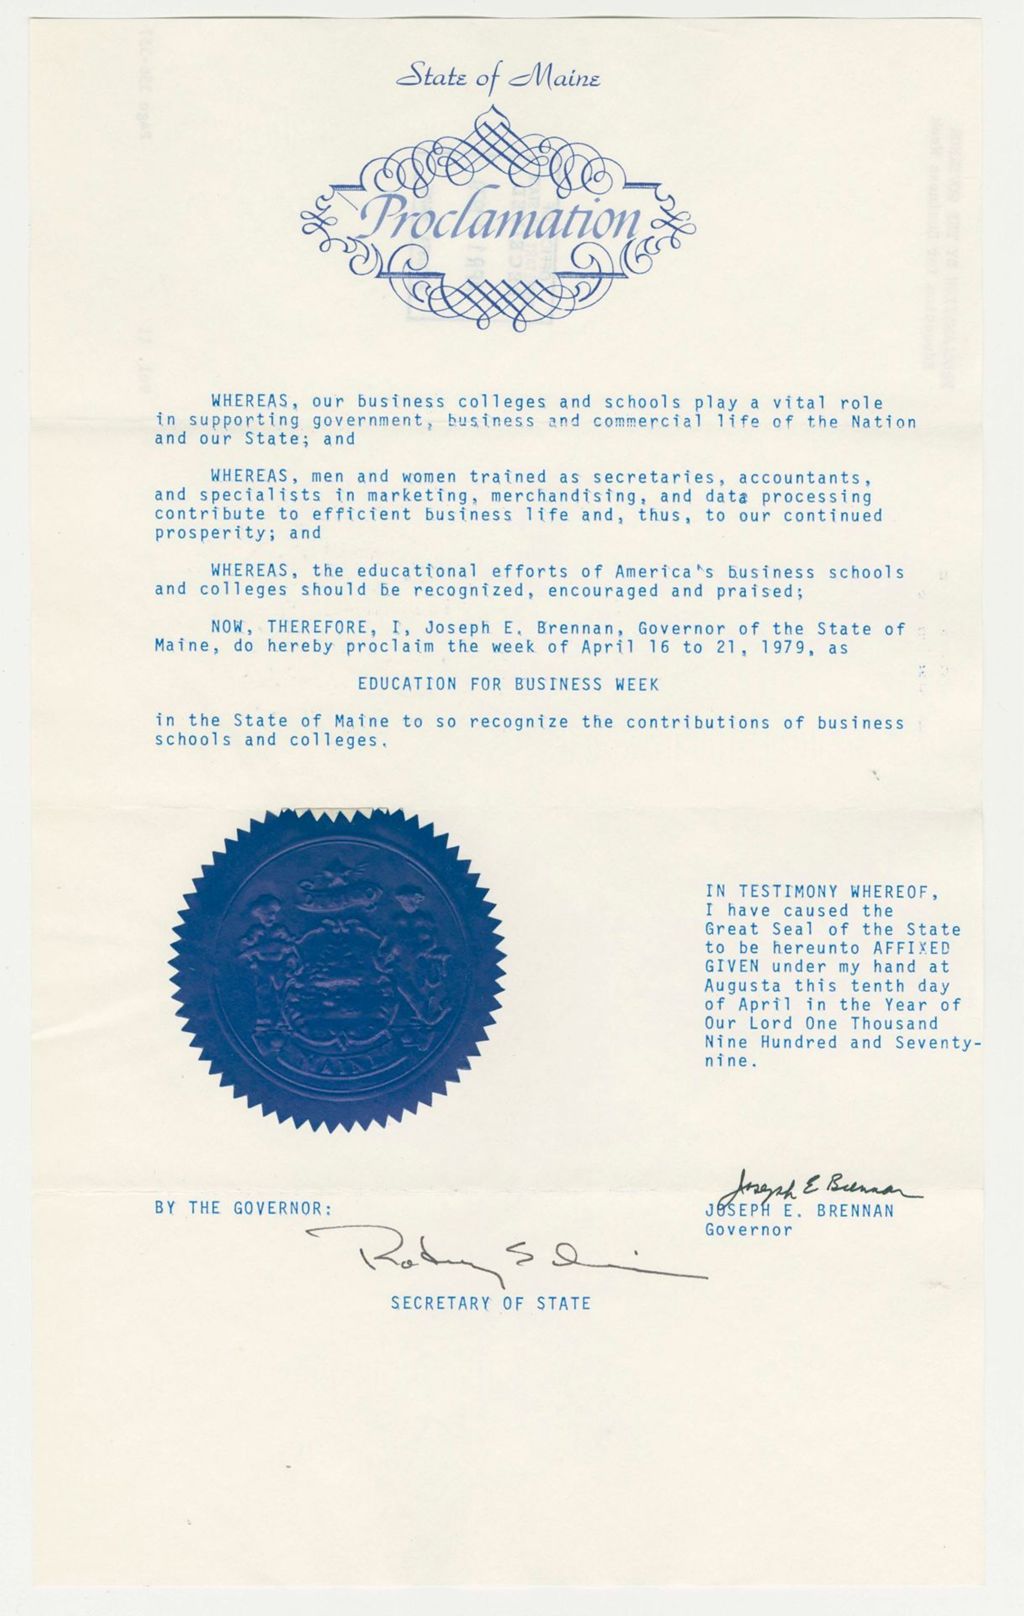 State of Maine
Proclamation
WHEREAS, our business colleges and schools play a vital role
in supporting government, business and commercial life of the Nation
and our State; and
WHEREAS, men and women trained as secretaries, accountants,
and specialists in marketing, merchandising, and data processing
contribute to efficient business life and, thus, to our continued
prosperity; and
WHEREAS, the educational efforts of America's business schools
and colleges should be recognized, encouraged and praised;
NOW, THEREFORE, I, Joseph E. Brennan, Governor of the State of
Maine, do hereby proclaim the week of April 16 to 21, 1979, as
EDUCATION FOR BUSINESS WEEK
in the State of Maine to so recognize the contributions of business
schools and colleges.
IN TESTIMONY WHEREOF,
I have caused the
Great Seal of the State
to be hereunto AFFIXED
GIVEN under my hand at
Augusta this tenth day
of April in the Year of
Our Lord One Thousand
Nine Hundred and Seventy-
nine.
MAINE
Joseph E Brennan
BY THE GOVERNOR:
JOSEPH E. BRENNAN
Governor
Rodney S
SECRETARY OF STATE